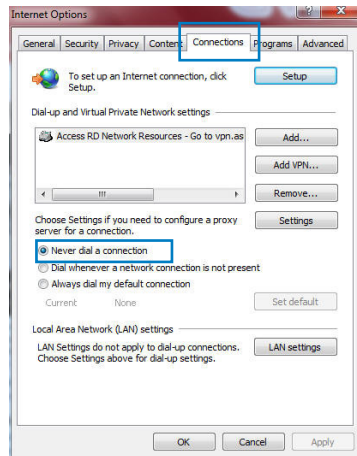 Internet Options
General Security Privacy Content Connections Programs Advanced
To set up an Internet connection, click
Setup.
Setup
Dial-up and Virtual Private Network settings
Access RD Network Resources - Go to vpn.as
Add...
Add VPN...
Remove...
Choose Settings if you need to configure a proxy
server for a connection.
Settings
Never dial a connection
Dial whenever a network connection is not present
Always dial my default connection
Current None
Set default
Local Area Network (LAN) settings
LAN Settings do not apply to dial-up connections.
Choose Settings above for dial-up settings.
LAN settings
OK Cancel Apply